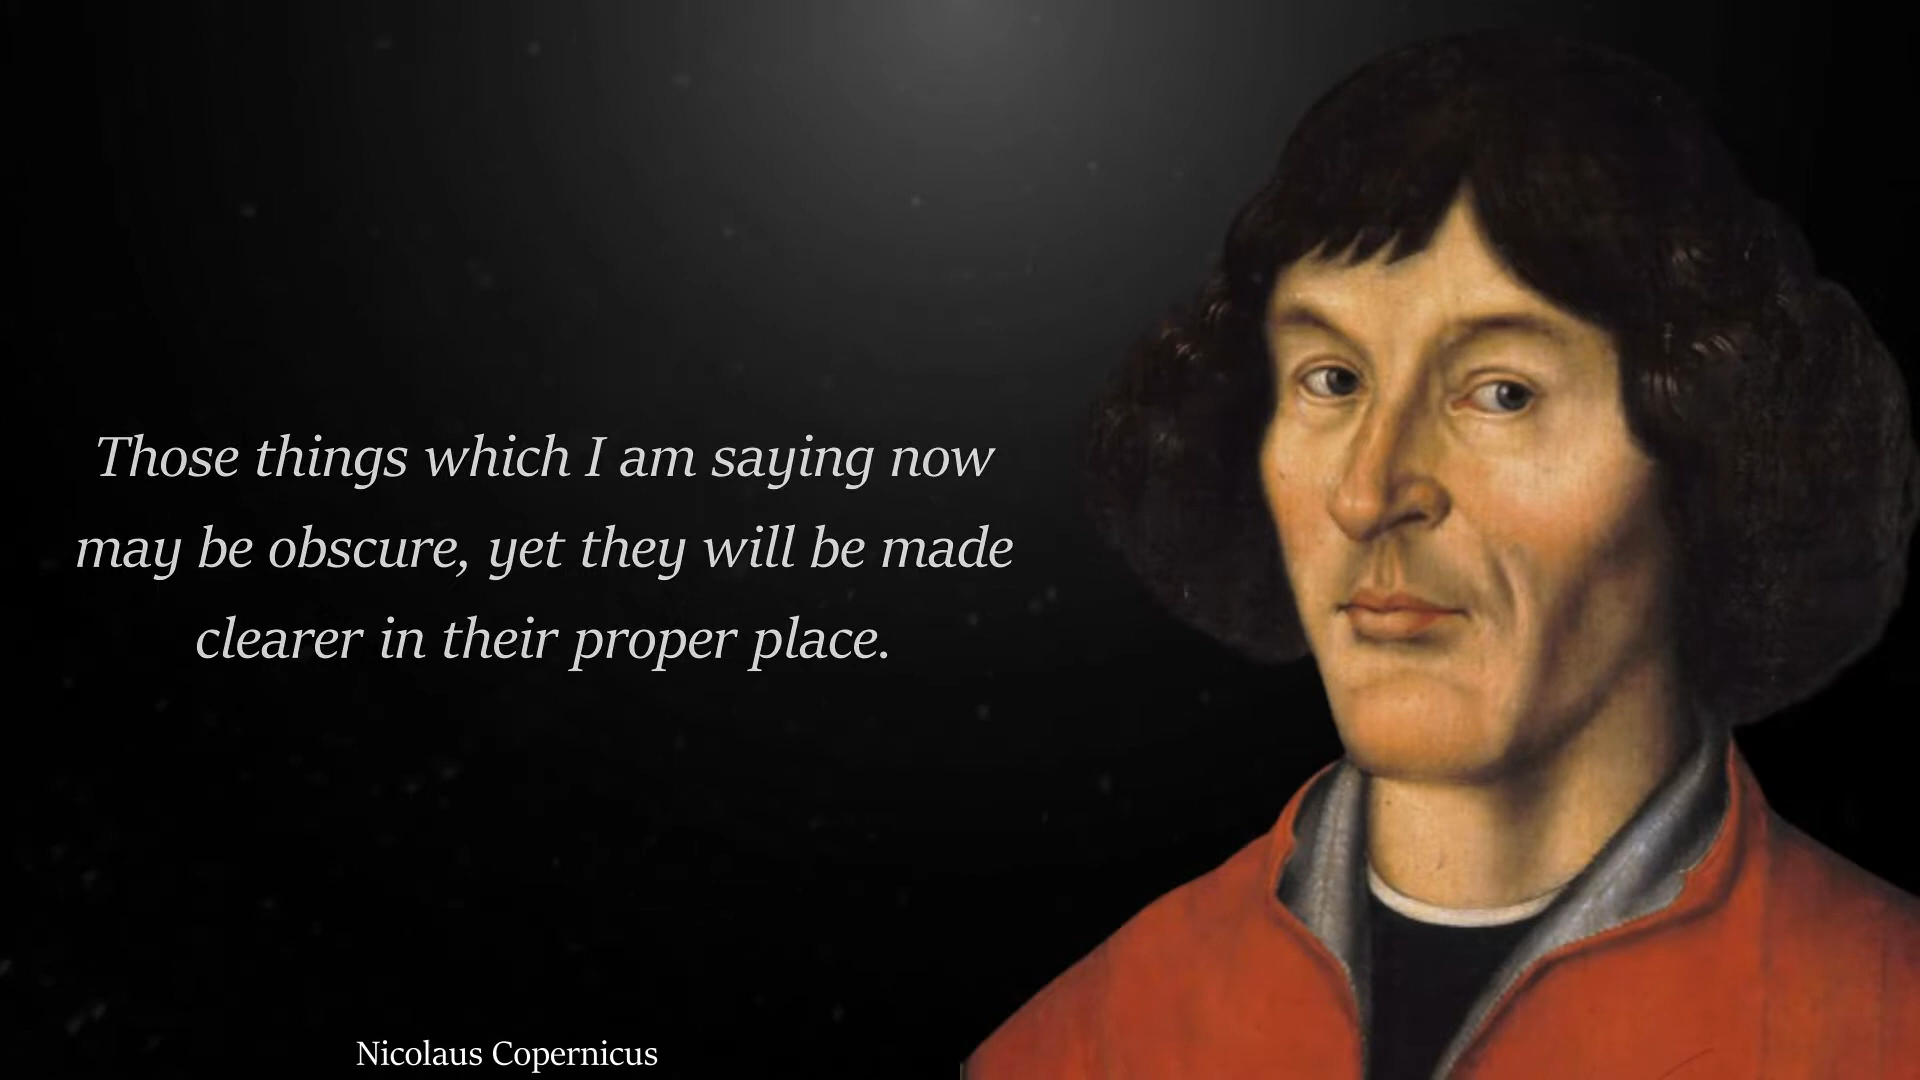 Those things which I am saying now
may be obscure, yet they will be made
clearer in their proper place.
Nicolaus Copernicus